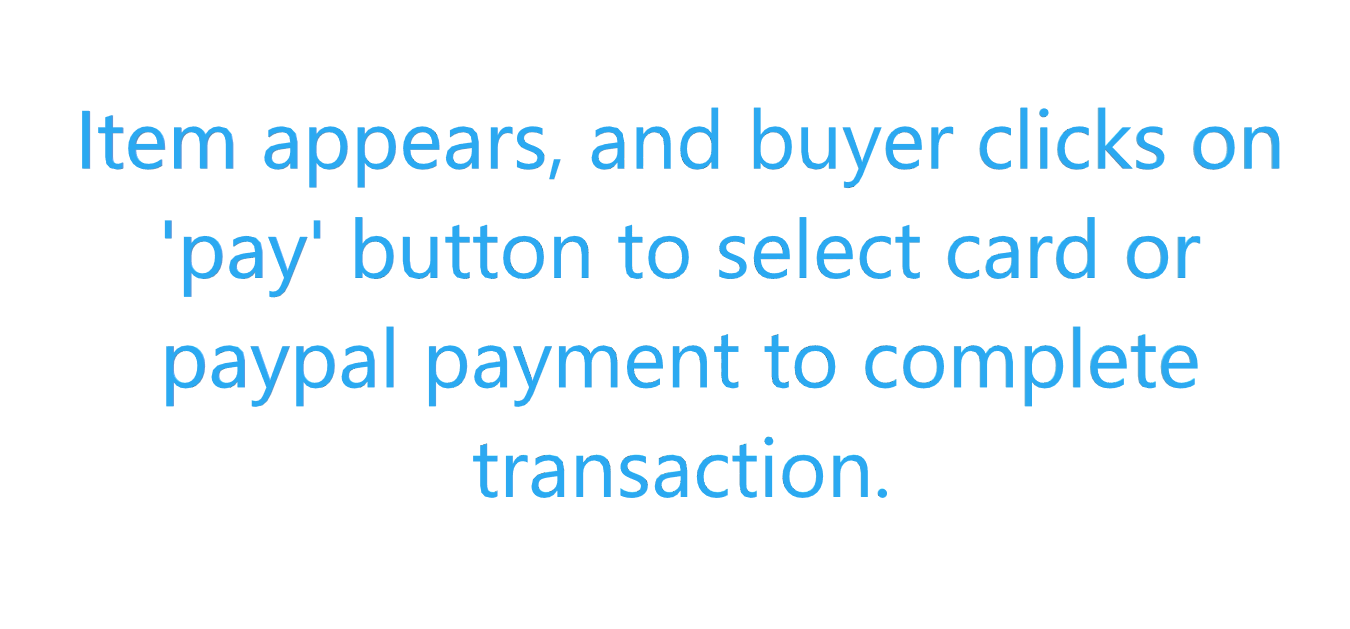 Item appears, and buyer clicks on
'pay' button to select card or
paypal payment to complete
transaction.